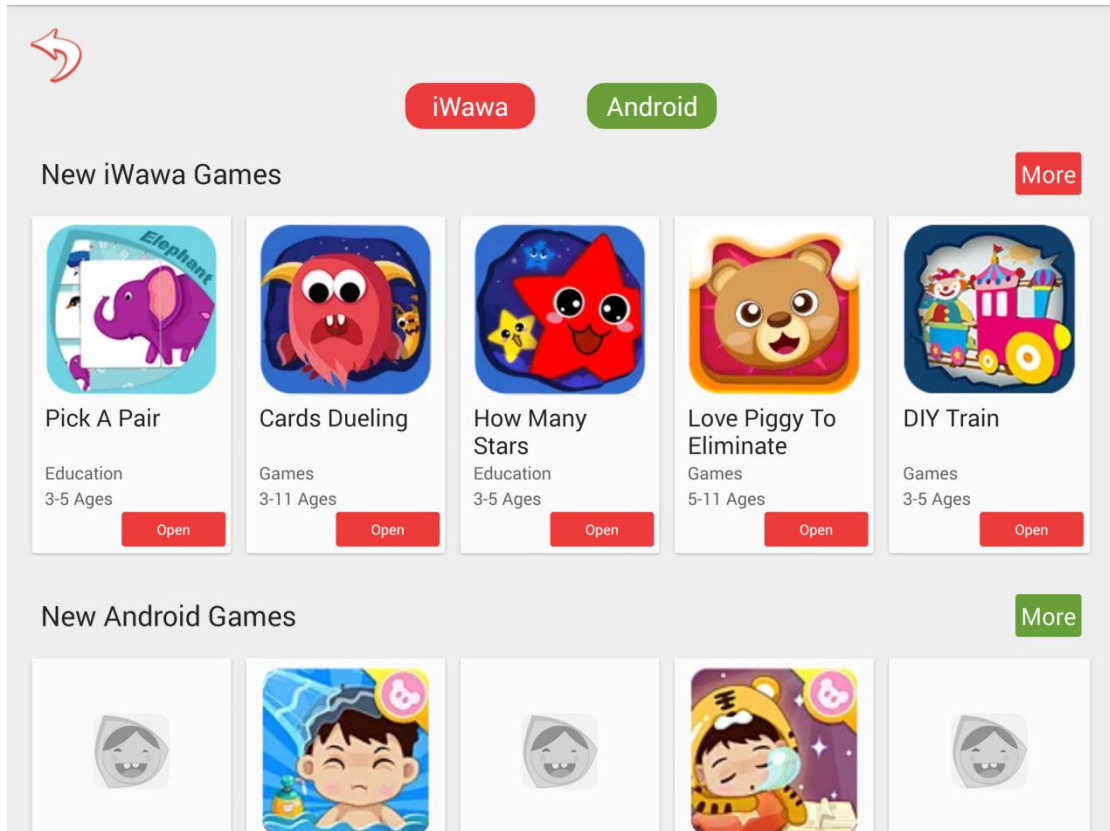 iWawa
Android
New iWawa Games
More
Elephant
Pick A Pair
Education
3-5 Ages
Open
Cards Dueling
Games
3-11 Ages
Open
How Many
Stars
Education
3-5 Ages
Open
Love Piggy To
Eliminate
Games
5-11 Ages
Open
DIY Train
Games
3-5 Ages
Open
New Android Games
More